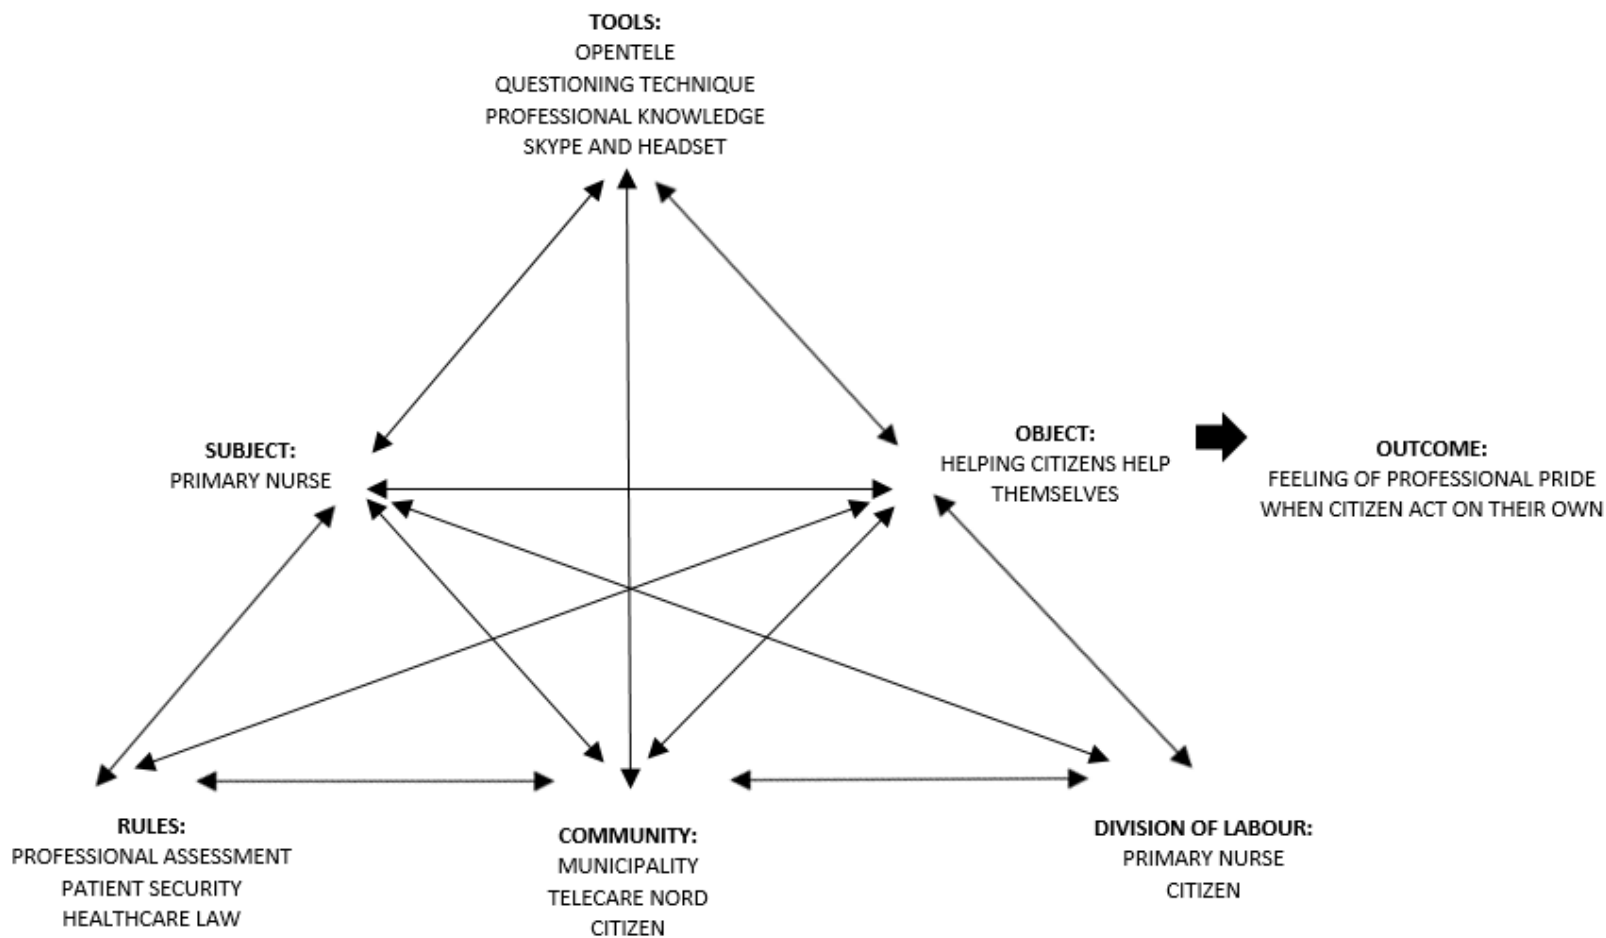 TOOLS:
OPENTELE
QUESTIONING TECHNIQUE
PROFESSIONAL KNOWLEDGE
SKYPE AND HEADSET
SUBJECT:
PRIMARY NURSE
OBJECT:
HELPING CITIZENS HELP
THEMSELVES
OUTCOME:
FEELING OF PROFESSIONAL PRIDE
WHEN CITIZEN ACT ON THEIR OWN
RULES:
PROFESSIONAL ASSESSMENT
PATIENT SECURITY
HEALTHCARE LAW
COMMUNITY:
MUNICIPALITY
TELECARE NORD
CITIZEN
DIVISION OF LABOUR:
PRIMARY NURSE
CITIZEN